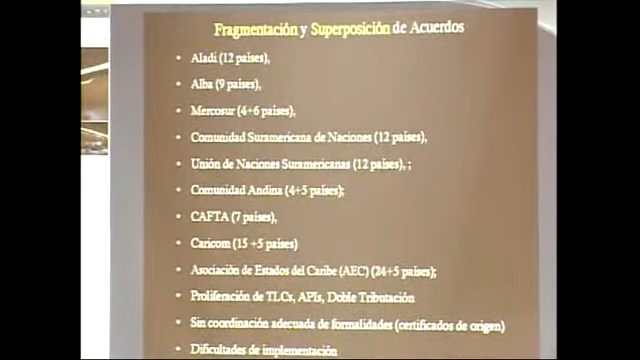 Fragmentación y Superposición de Acuerdos
• Aladi (12 países),
• Alba (9 países),
• Mercosur (4+6 países),
• Comunidad Suramericana de Naciones (12 países),
• Unión de Naciones Suramericanas (12 países), ;
• Comunidad Andina (4+5 países);
• CAFTA (7 países),
• Caricom (15 +5 países)
• Asociación de Estados del Caribe (AEC) (24+5 países);
• Proliferación de TLCs, APIs, Doble Tributación
• Sin coordinación adecuada de formalidades (certificados de origen)
• Dificultades de implementación